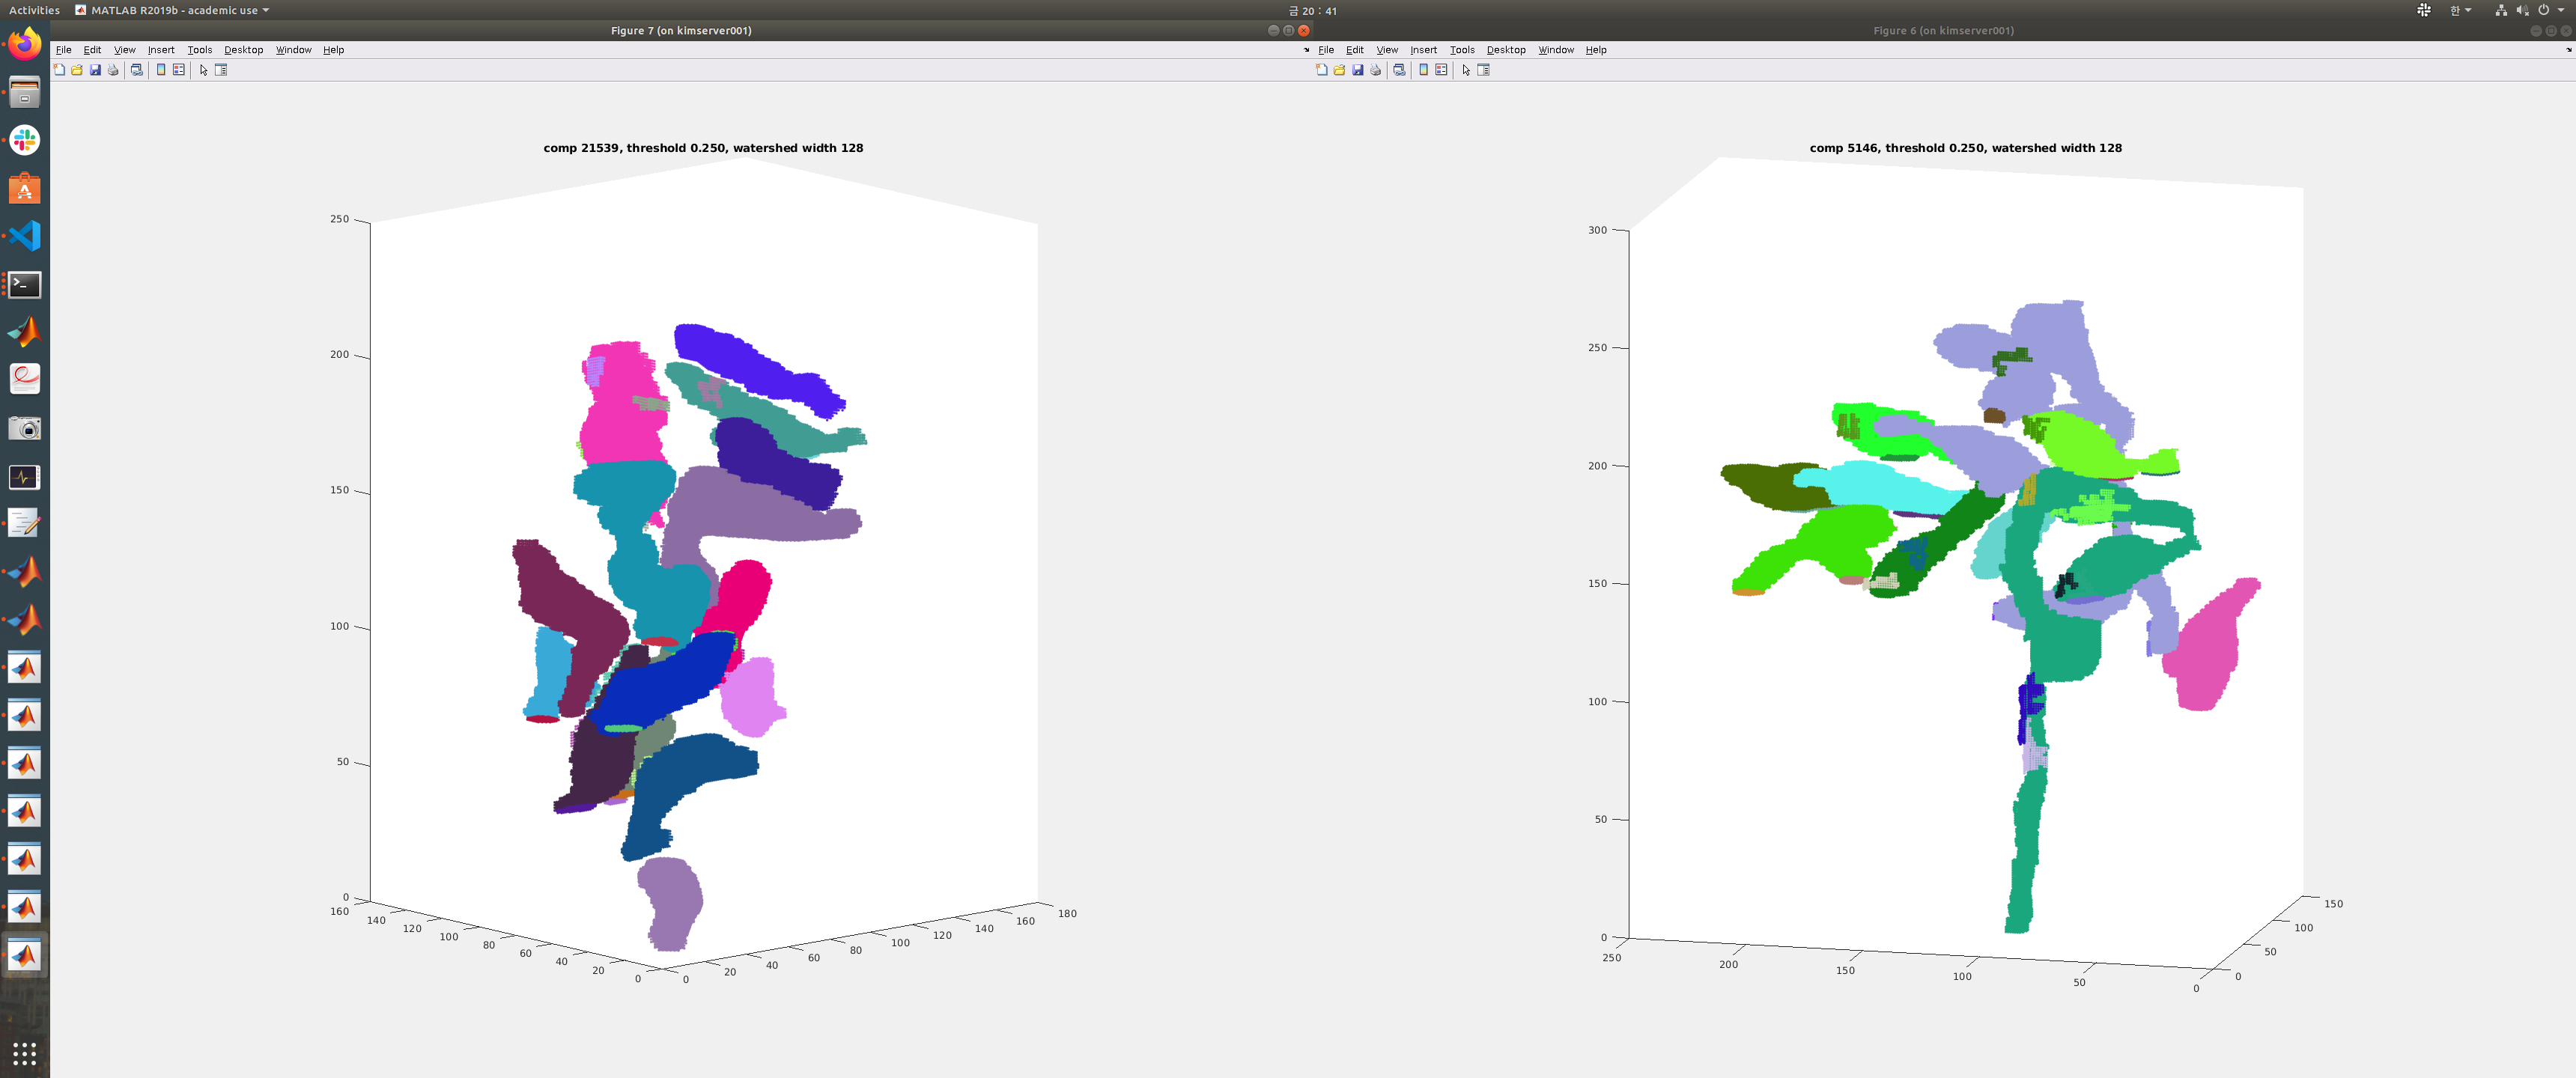 Activities MATLAB R2019b - academic use 금 20 : 41 한
Figure 7 (on kimserver001) Figure 6 (on kimserver001)
File Edit View Insert Tools Desktop Window Help File Edit View Insert Tools Desktop Window Help
comp 21539, threshold 0.250, watershed width 128
250
200
150
100
50
0
160 140 120 100 80 60 40 20 0
0 20 40 60 80 100 120 140 160 180
comp 5146, threshold 0.250, watershed width 128
300
250
200
150
100
50
0
250 200 150 100 50 0
0 50 100 150